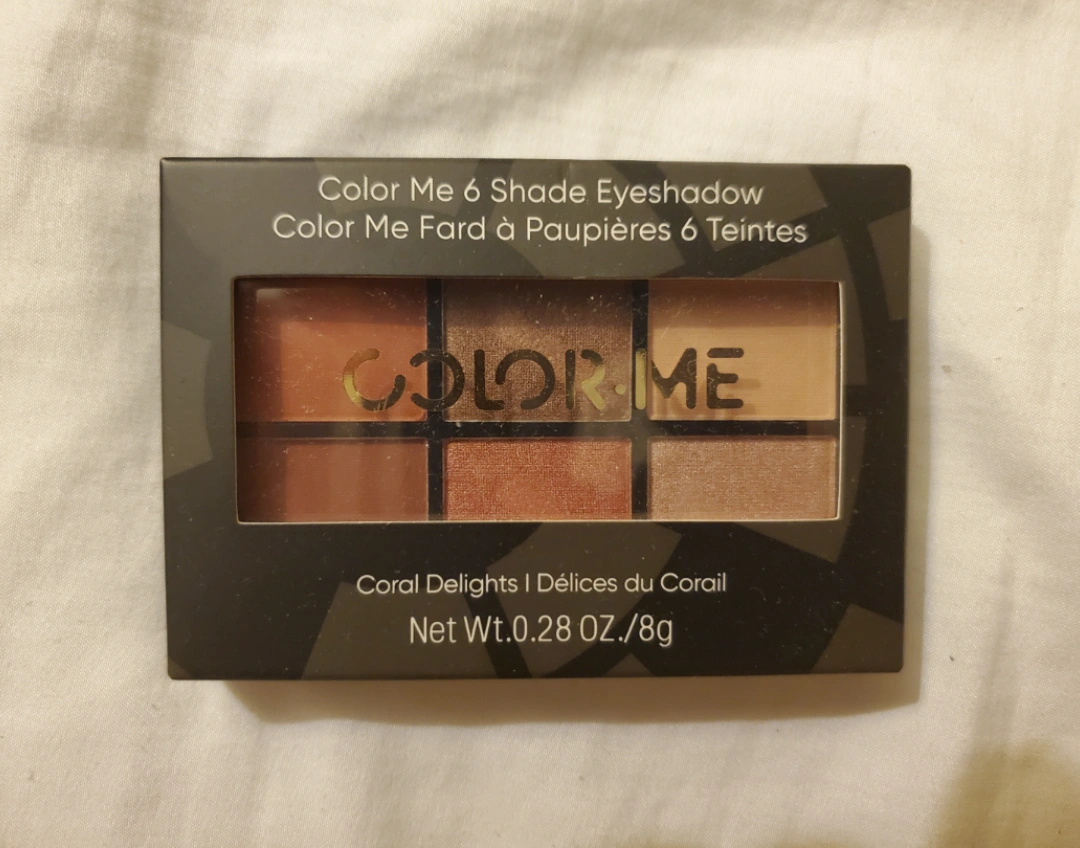 Color Me 6 Shade Eyeshadow
Color Me Fard à Paupières 6 Teintes
COLOR·ME
Coral Delights | Délices du Corail
Net Wt.0.28 OZ./8g